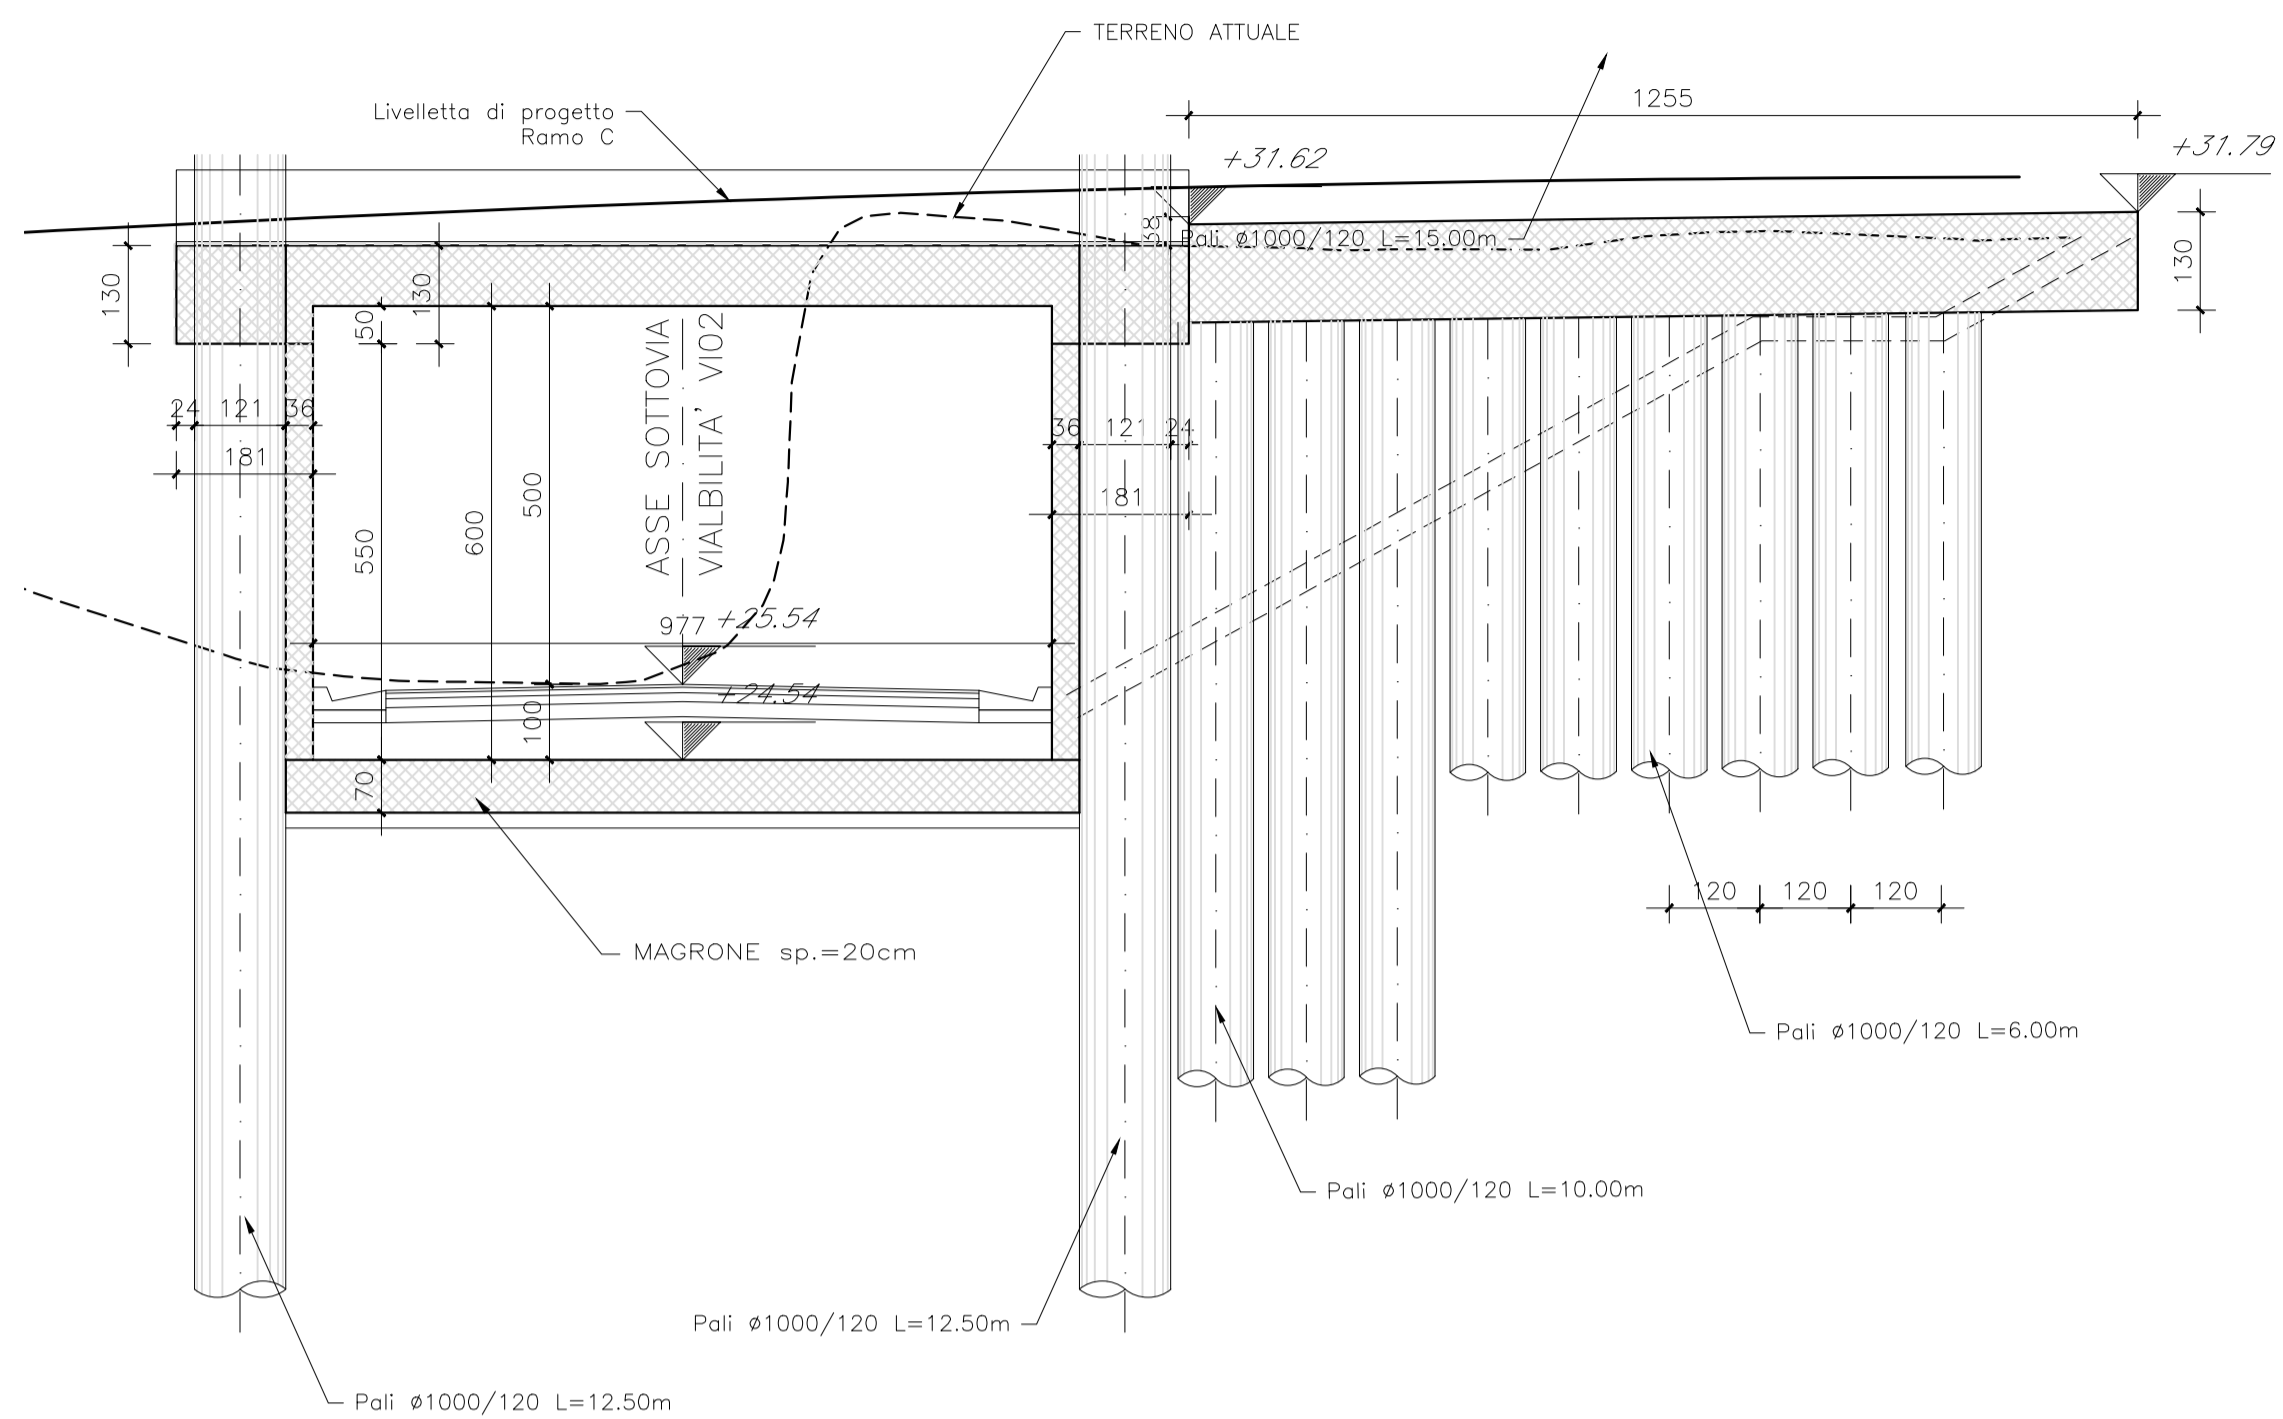 TERRENO ATTUALE
1255
Livelletta di progetto
Ramo C
+31.62
+31.79
38
Pali ø1000/120 L=15.00m
130
130
50
130
ASSE SOTTOVIA
VIALBILITA' VI02
24 121 36
36 121 24
181
181
500
600
550
977
+25.54
+24.54
100
70
120 120 120
MAGRONE sp.=20cm
Pali ø1000/120 L=6.00m
Pali ø1000/120 L=10.00m
Pali ø1000/120 L=12.50m
Pali ø1000/120 L=12.50m